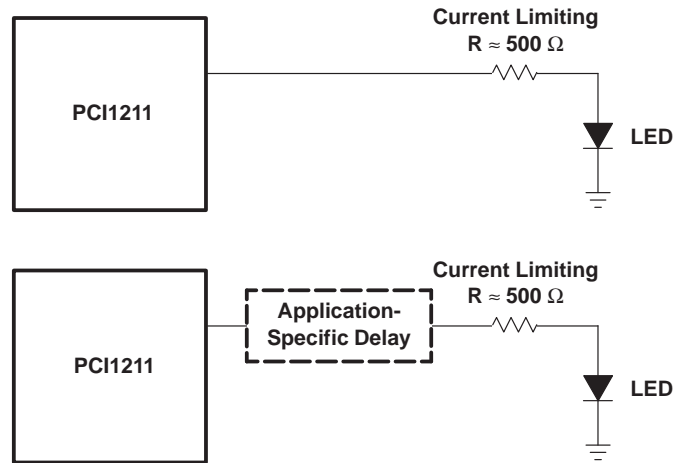 Current Limiting
R ≈ 500 Ω
PCI1211
LED
Current Limiting
R ≈ 500 Ω
Application-
Specific Delay
PCI1211
LED